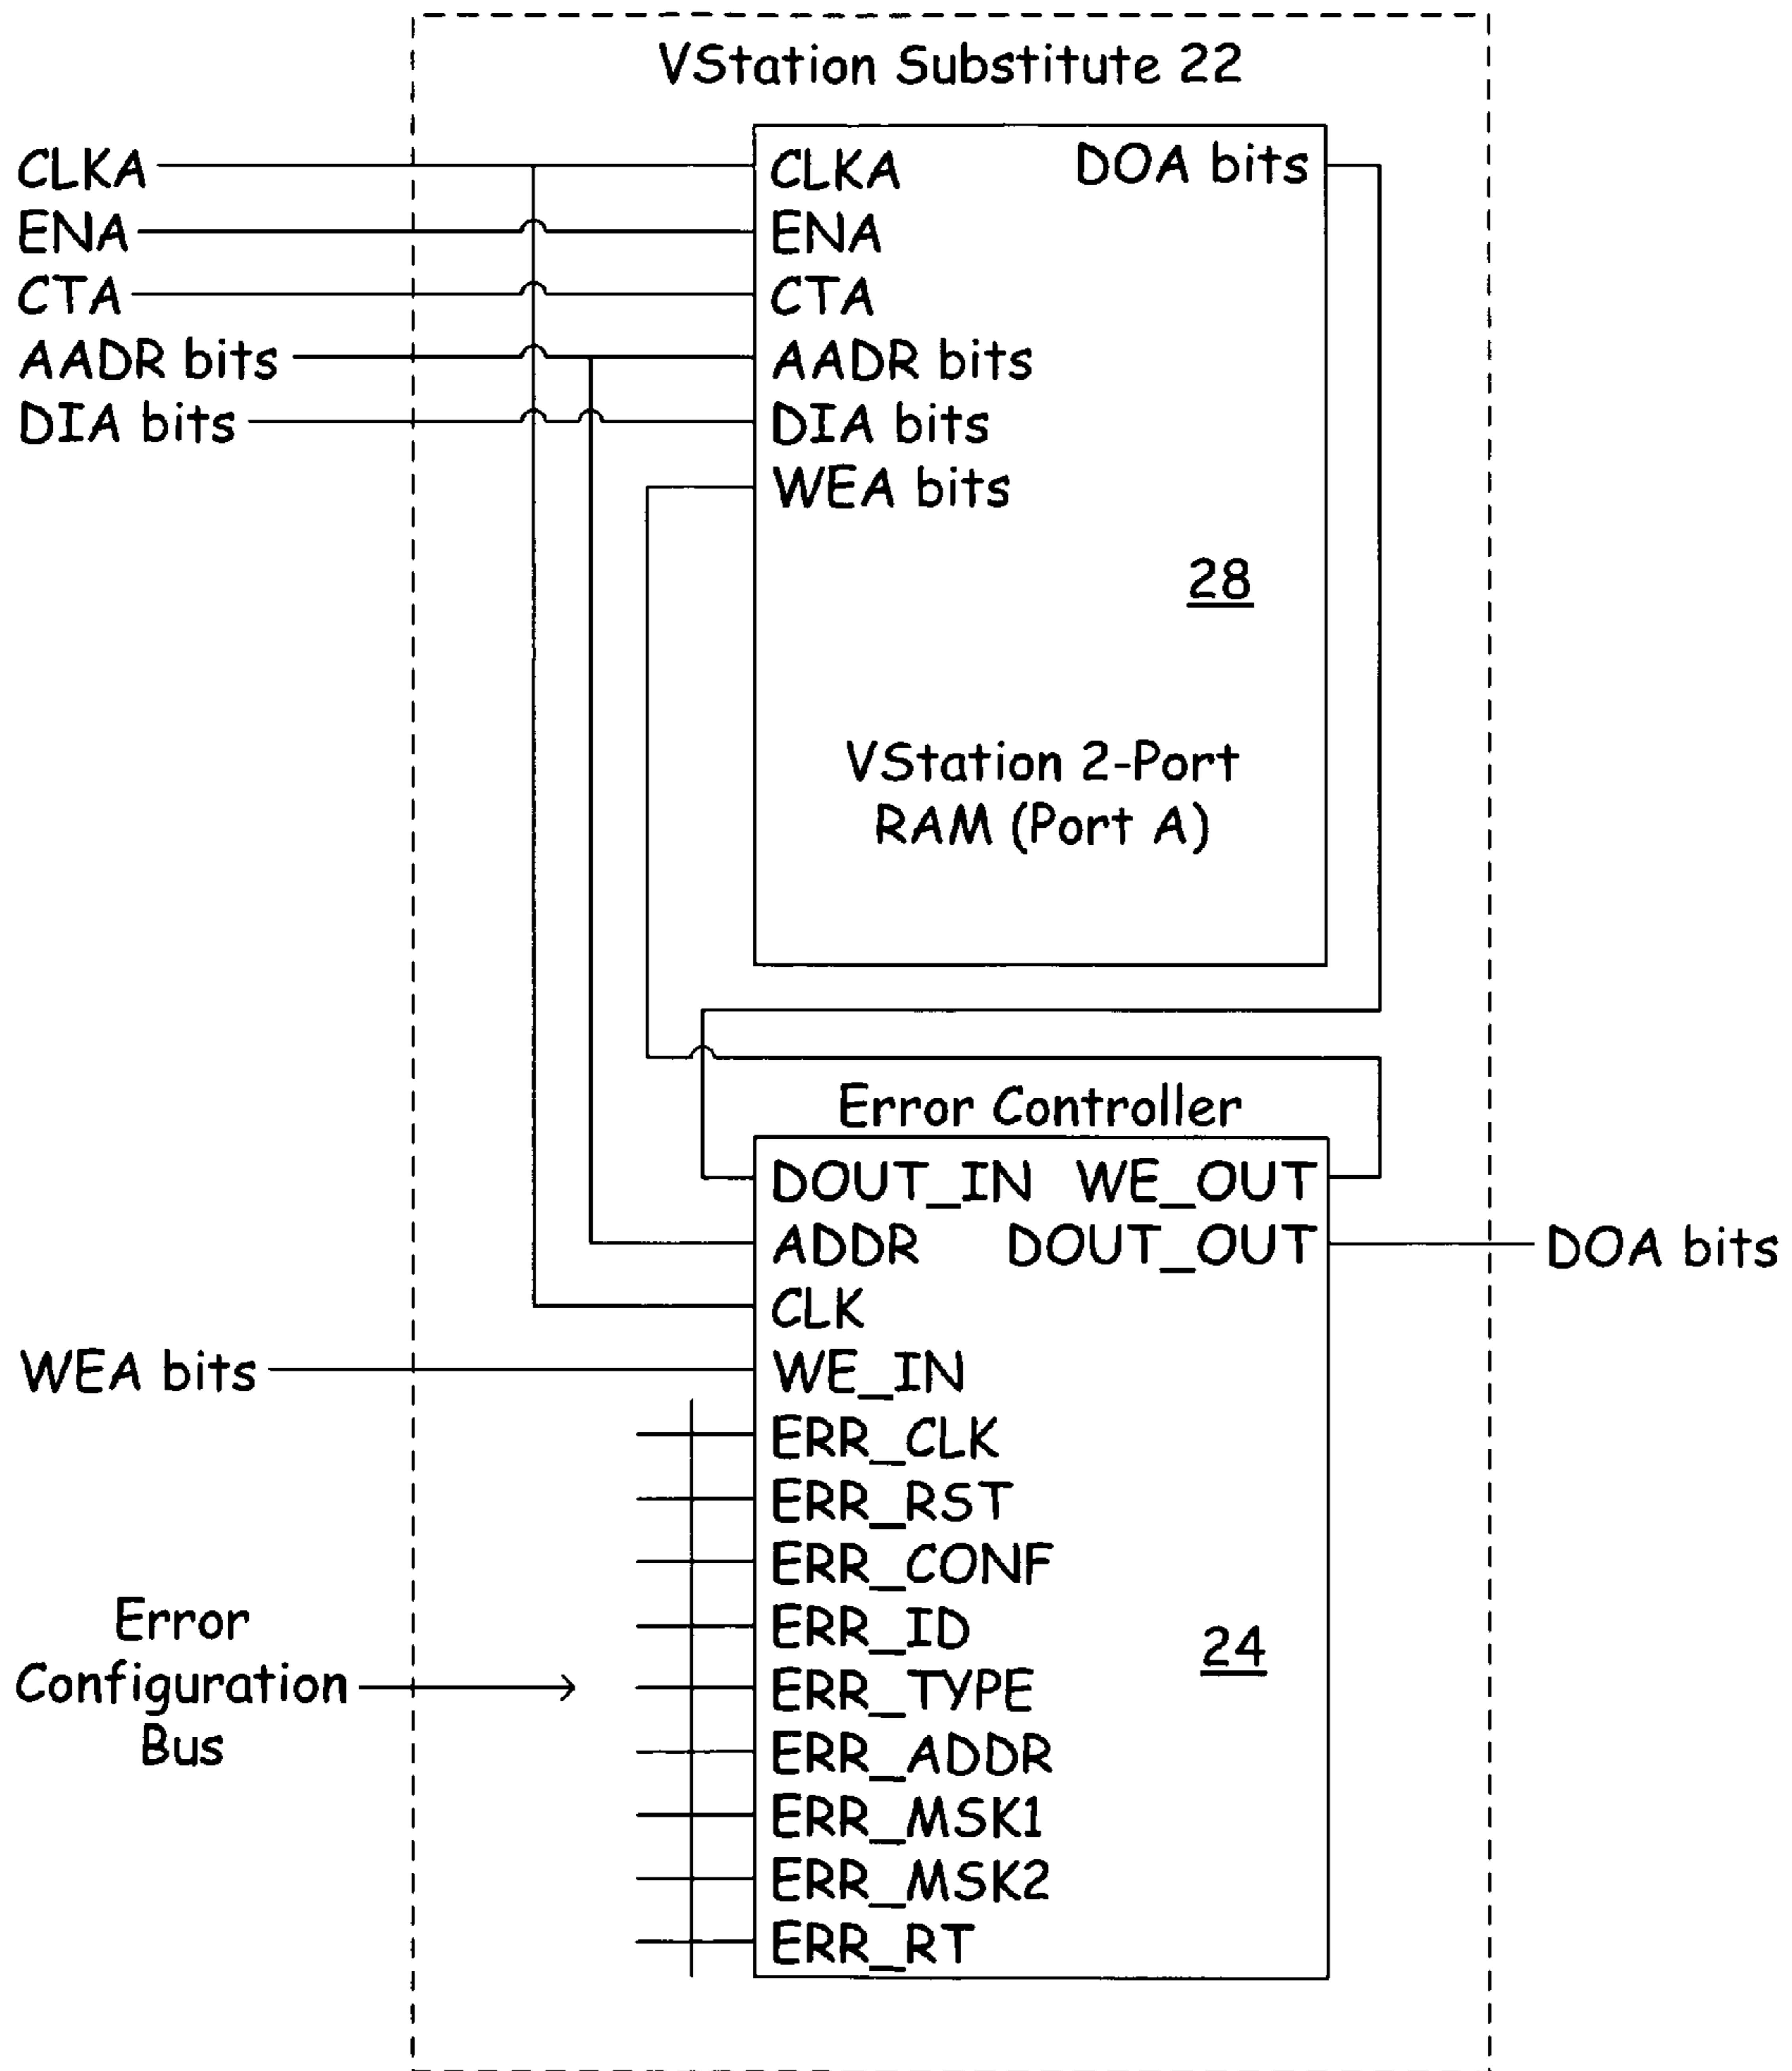 VStation Substitute 22
CLKA
ENA
CTA
AADR bits
DIA bits
CLKA
DOA bits
ENA
CTA
AADR bits
DIA bits
WEA bits
28
VStation 2-Port
RAM (Port A)
Error Controller
DOUT_IN
WE_OUT
ADDR
DOUT_OUT
DOA bits
CLK
WEA bits
WE_IN
ERR_CLK
ERR_RST
ERR_CONF
ERR_ID
24
ERR_TYPE
ERR_ADDR
ERR_MSK1
ERR_MSK2
ERR_RT
Error
Configuration
Bus